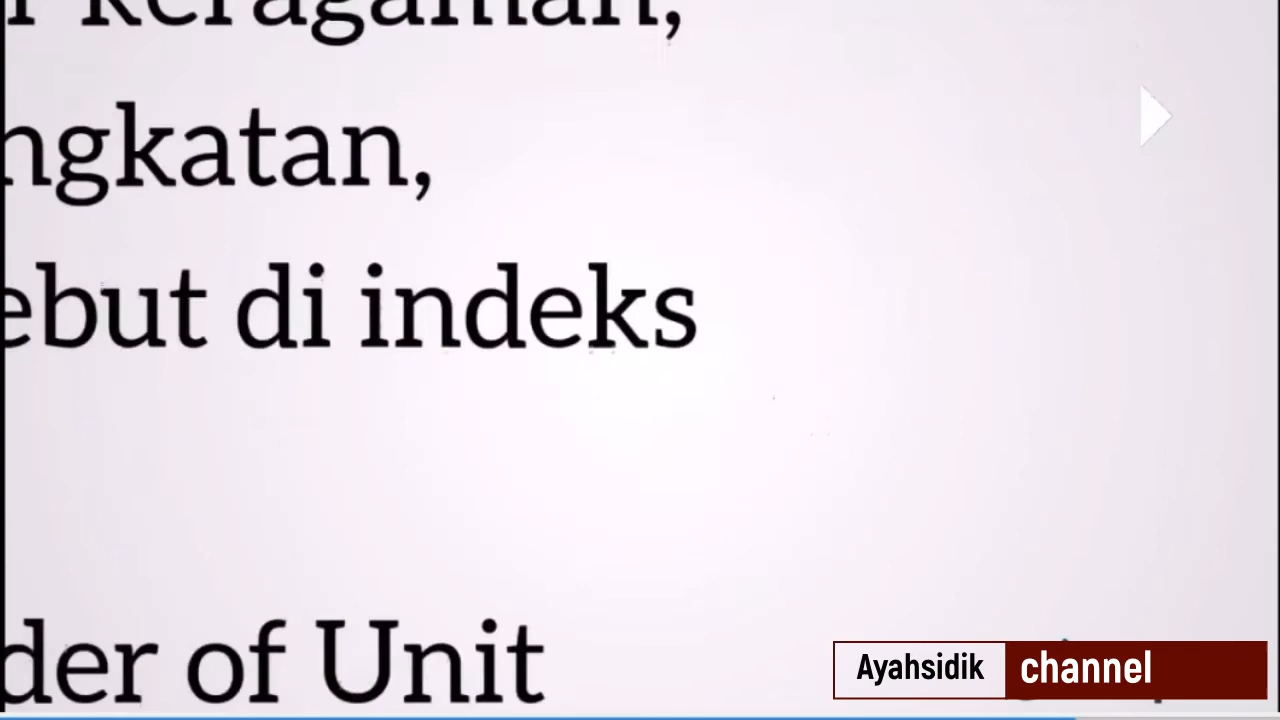 r keragaman,
ngkatan,
ebut di indeks
der of Unit
Ayahsidik channel